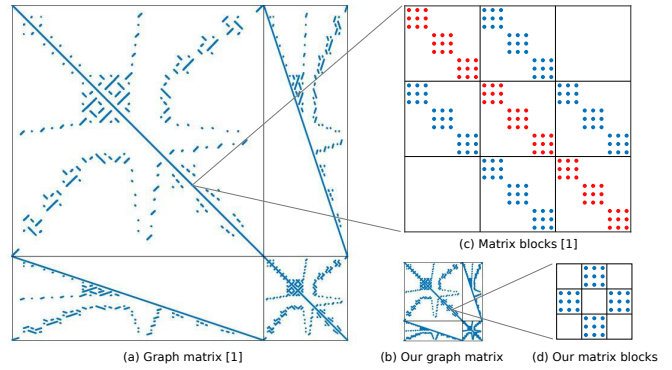 (c) Matrix blocks [1]
(a) Graph matrix [1]
(b) Our graph matrix
(d) Our matrix blocks